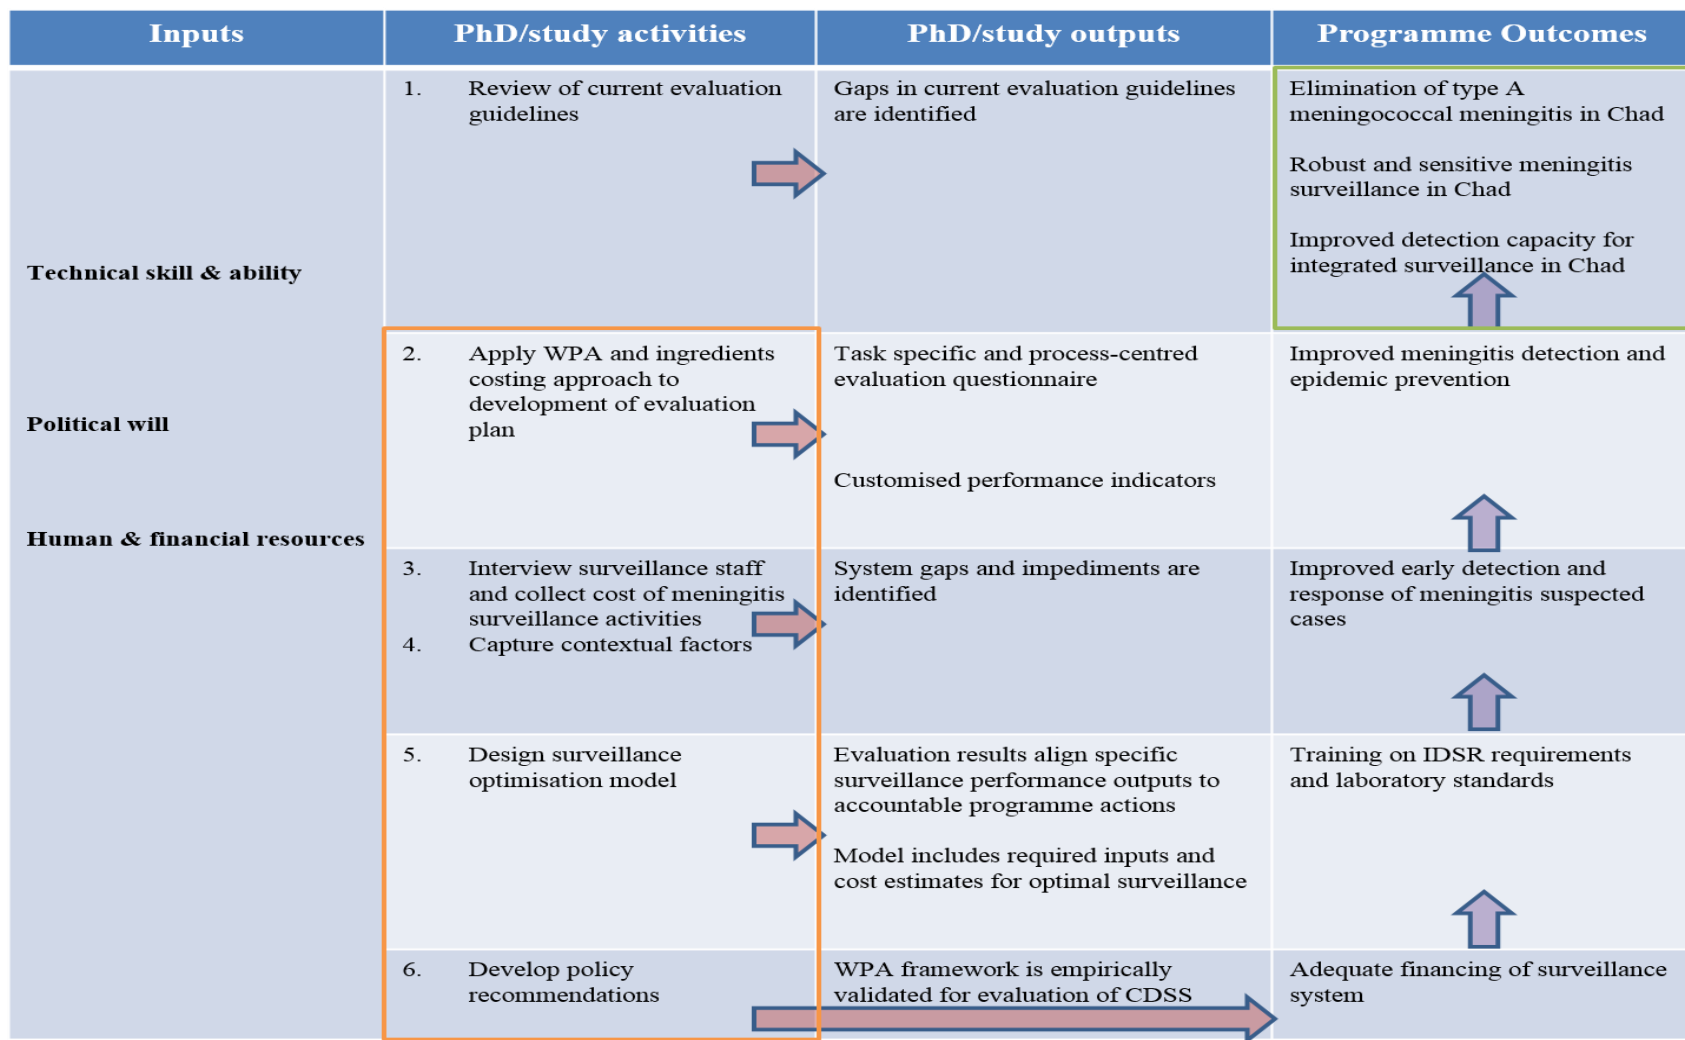 Inputs
PhD/study activities
PhD/study outputs
Programme Outcomes
Technical skill & ability
Political will
Human & financial resources
1. Review of current evaluation
guidelines
Gaps in current evaluation guidelines
are identified
Elimination of type A
meningococcal meningitis in Chad
Robust and sensitive meningitis
surveillance in Chad
Improved detection capacity for
integrated surveillance in Chad
2. Apply WPA and ingredients
costing approach to
development of evaluation
plan
Task specific and process-centred
evaluation questionnaire
Customised performance indicators
Improved meningitis detection and
epidemic prevention
3. Interview surveillance staff
and collect cost of meningitis
surveillance activities
4. Capture contextual factors
System gaps and impediments are
identified
Improved early detection and
response of meningitis suspected
cases
5. Design surveillance
optimisation model
Evaluation results align specific
surveillance performance outputs to
accountable programme actions
Model includes required inputs and
cost estimates for optimal surveillance
Training on IDSR requirements
and laboratory standards
6. Develop policy
recommendations
WPA framework is empirically
validated for evaluation of CDSS
Adequate financing of surveillance
system